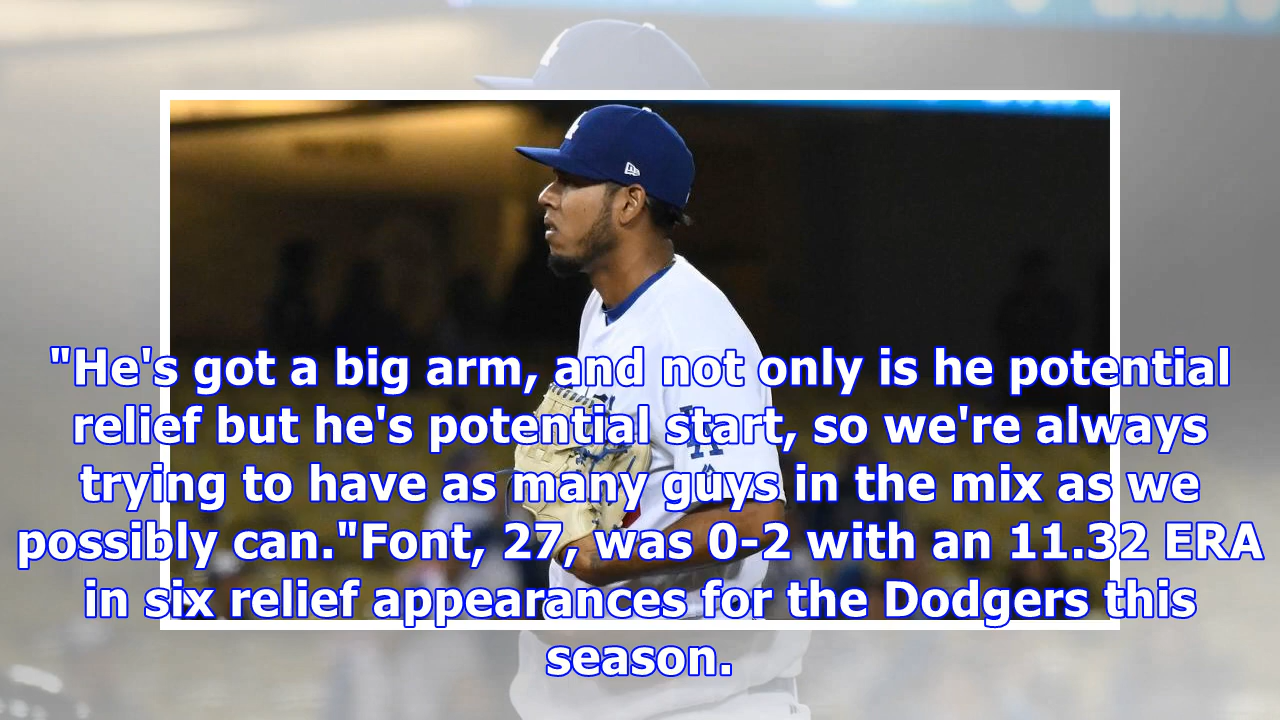 "He's got a big arm, and not only is he potential
relief but he's potential start, so we're always
trying to have as many guys in the mix as we
possibly can."Font, 27, was 0-2 with an 11.32 ERA
in six relief appearances for the Dodgers this
season.